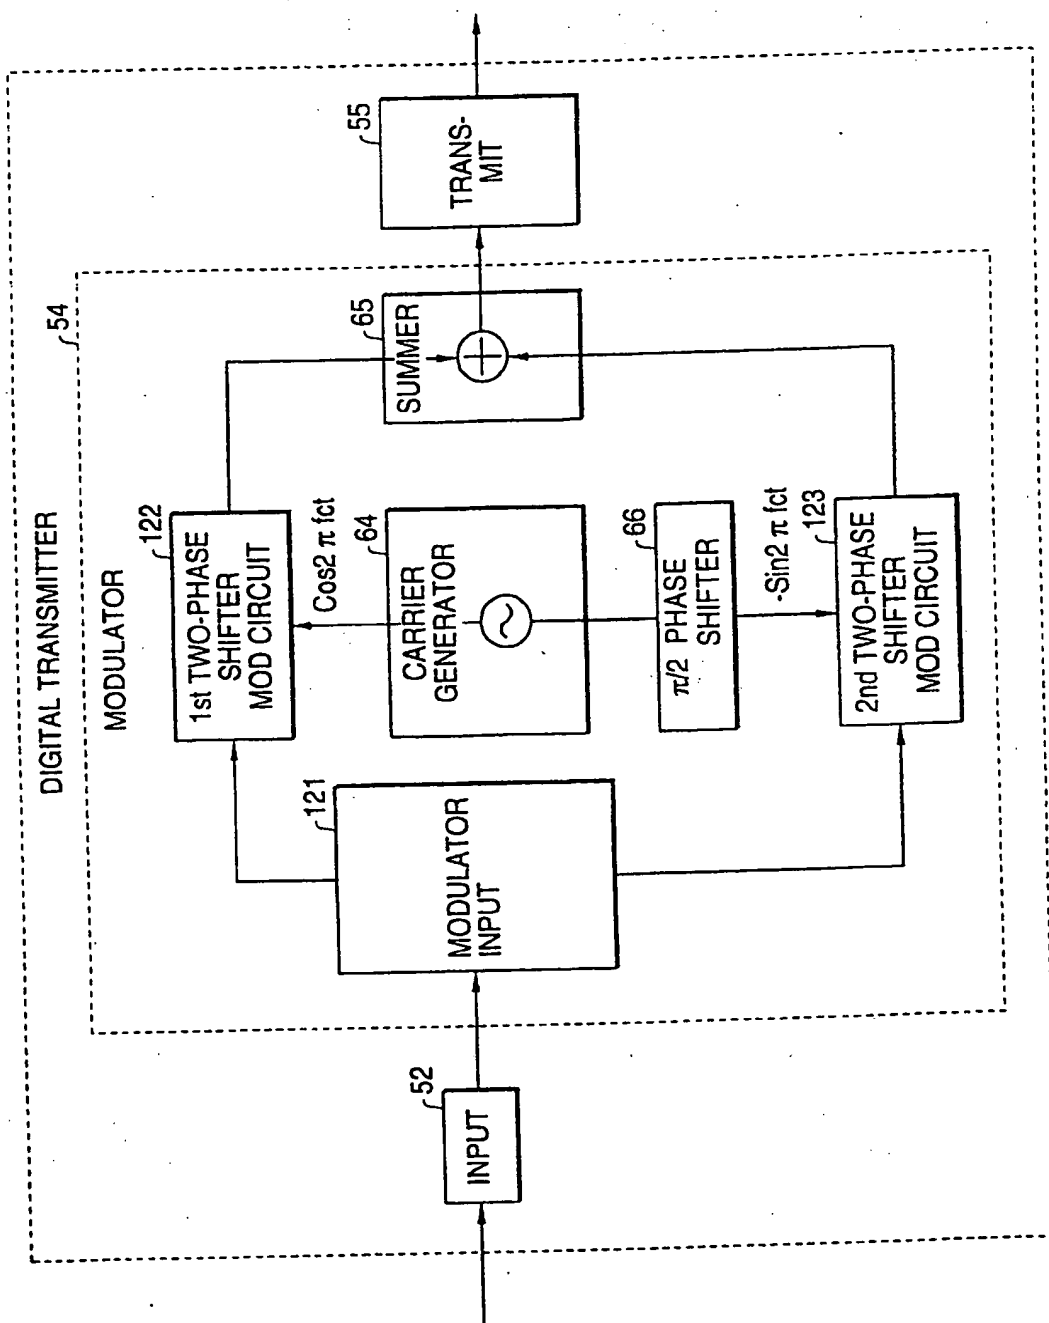 DIGITAL TRANSMITTER
54
MODULATOR
52
INPUT
121
MODULATOR
INPUT
122
1st TWO-PHASE
SHIFTER
MOD CIRCUIT
Cos2 π fct
64
CARRIER
GENERATOR
66
π/2 PHASE
SHIFTER
-Sin2 π fct
123
2nd TWO-PHASE
SHIFTER
MOD CIRCUIT
65
SUMMER
55
TRANS-
MIT